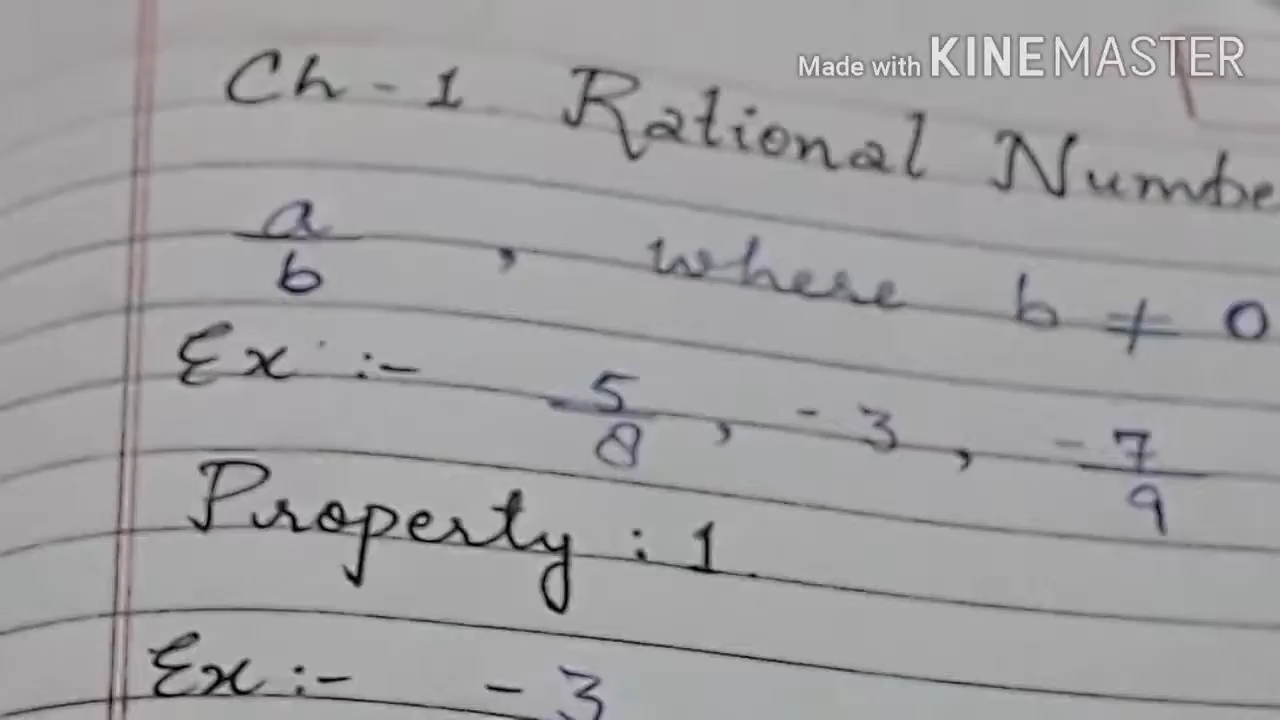 Made with KINEMASTER
Ch - 1 Rational Numbe
a/b , where b ≠ 0
Ex :- 5/8 , -3 , -7/9
Property : 1
Ex :- -3